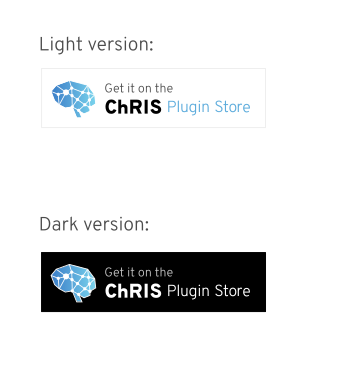 Light version:
Get it on the
ChRIS Plugin Store
Dark version:
Get it on the
ChRIS Plugin Store